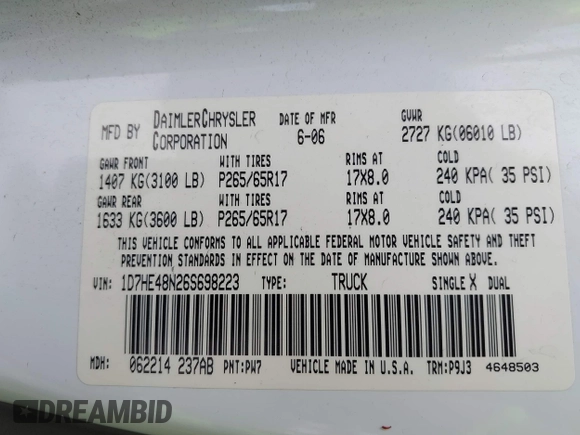 MFD BY DAIMLERCHRYSLER CORPORATION DATE OF MFR 6-06 GVWR 2727 KG(06010 LB)
GAWR FRONT WITH TIRES RIMS AT COLD
1407 KG(3100 LB) P265/65R17 17X8.0 240 KPA( 35 PSI)
GAWR REAR WITH TIRES RIMS AT COLD
1633 KG(3600 LB) P265/65R17 17X8.0 240 KPA( 35 PSI)
THIS VEHICLE CONFORMS TO ALL APPLICABLE FEDERAL MOTOR VEHICLE SAFETY AND THEFT
PREVENTION STANDARDS IN EFFECT ON THE DATE OF MANUFACTURE SHOWN ABOVE.
VIN: 1D7HE48N26S698223 TYPE: TRUCK SINGLE X DUAL
MDH: 062214 237AB PNT:PW7 VEHICLE MADE IN U.S.A. TRM:P9J3 4648503
DREAMBID